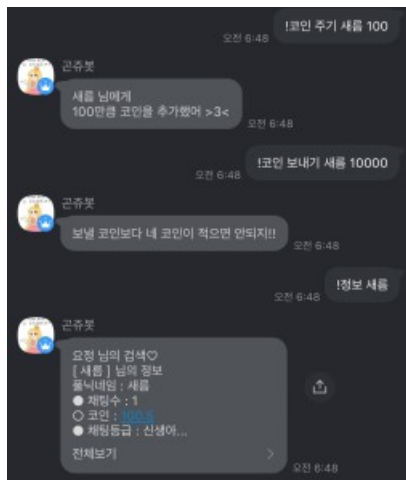 !코인 주기 새름 100
오전 6:48
곤쥬봇
새름 님에게
100만큼 코인을 추가했어 >3<
오전 6:48
!코인 보내기 새름 10000
오전 6:48
곤쥬봇
보낼 코인보다 네 코인이 적으면 안되지!!
오전 6:48
!정보 새름
오전 6:48
곤쥬봇
요정 님의 검색♡
[ 새름 ] 님의 정보
풀닉네임 : 새름
● 채팅수 : 1
○ 코인 : 100.5
● 채팅등급 : 신생아...
전체보기
오전 6:48